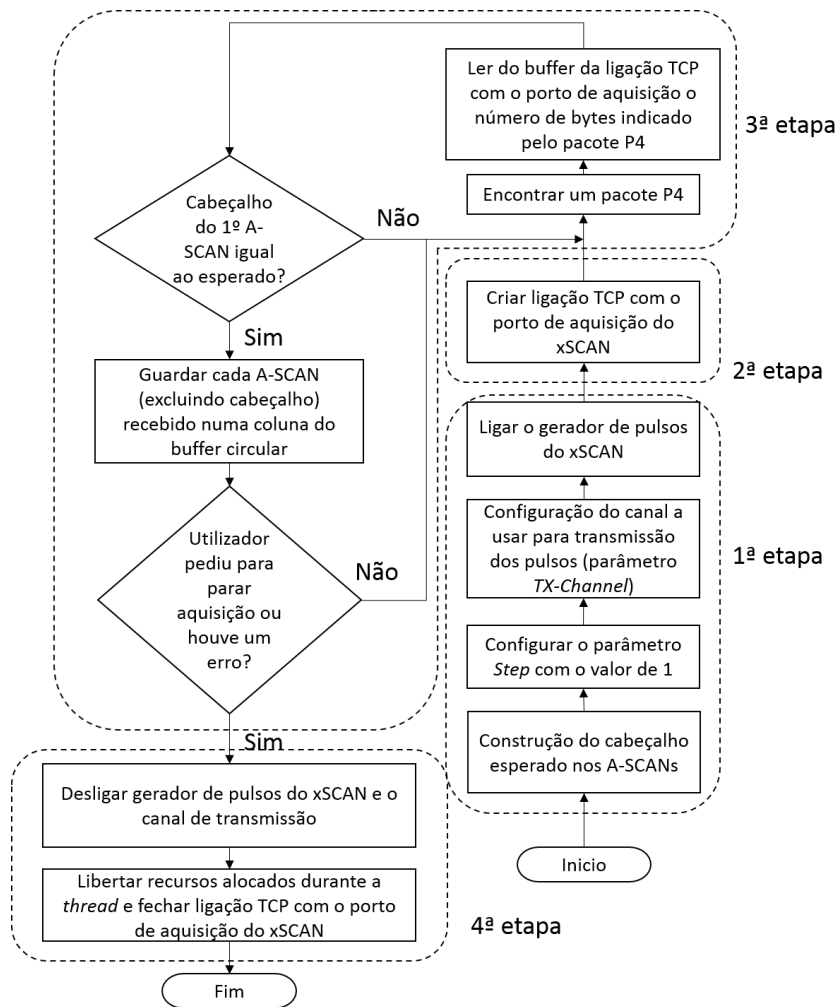 Ler do buffer da ligação TCP
com o porto de aquisição o
número de bytes indicado
pelo pacote P4
3ª etapa
Encontrar um pacote P4
Cabeçalho
do 1º A-
SCAN igual
ao esperado?
Não
Sim
Criar ligação TCP com o
porto de aquisição do
xSCAN
2ª etapa
Guardar cada A-SCAN
(excluindo cabeçalho)
recebido numa coluna do
buffer circular
Ligar o gerador de pulsos
do xSCAN
Configuração do canal a
usar para transmissão
dos pulsos (parâmetro
TX-Channel)
1ª etapa
Utilizador
pediu para
parar
aquisição ou
houve um
erro?
Não
Sim
Configurar o parâmetro
Step com o valor de 1
Construção do cabeçalho
esperado nos A-SCANs
Inicio
Desligar gerador de pulsos do xSCAN e o
canal de transmissão
Libertar recursos alocados durante a
thread e fechar ligação TCP com o porto
de aquisição do xSCAN
4ª etapa
Fim